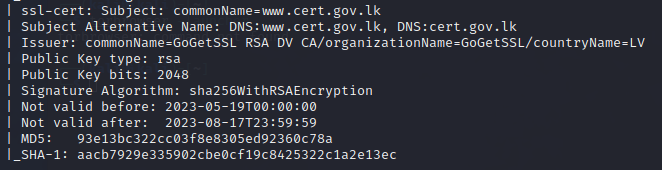 | ssl-cert: Subject: commonName=www.cert.gov.lk
| Subject Alternative Name: DNS:www.cert.gov.lk, DNS:cert.gov.lk
| Issuer: commonName=GoGetSSL RSA DV CA/organizationName=GoGetSSL/countryName=LV
| Public Key type: rsa
| Public Key bits: 2048
| Signature Algorithm: sha256WithRSAEncryption
| Not valid before: 2023-05-19T00:00:00
| Not valid after:  2023-08-17T23:59:59
| MD5:   93e13bc322cc03f8e8305ed92360c78a
|_SHA-1: aacb7929e335902cbe0cf19c8425322c1a2e13ec